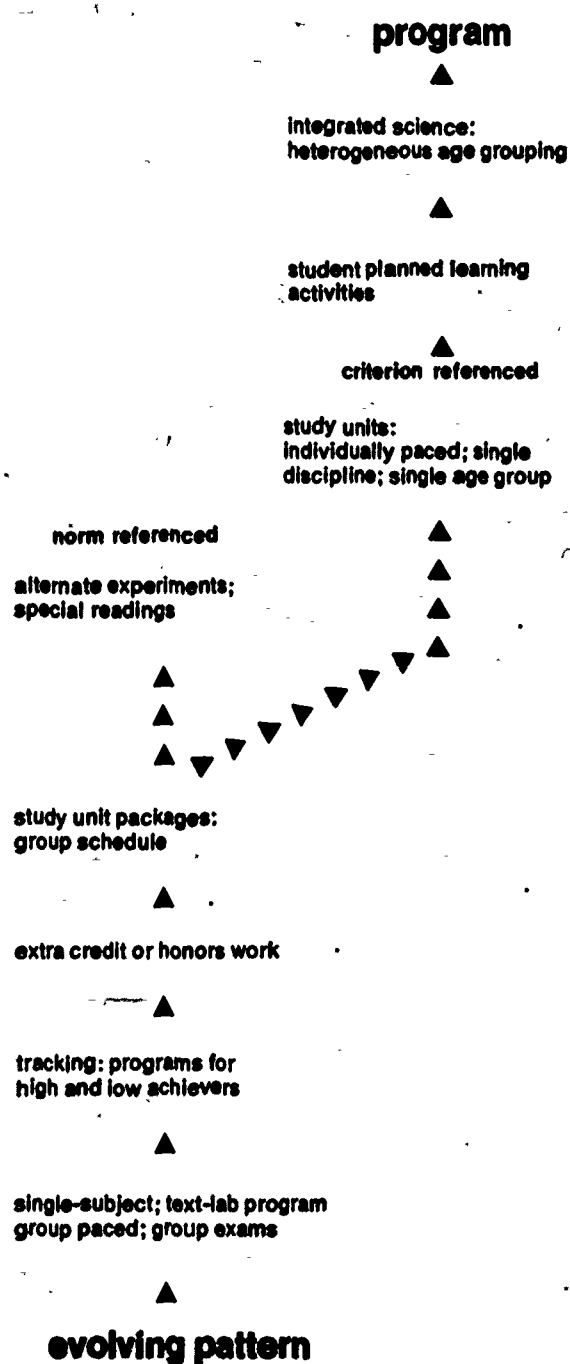 program
integrated science:
heterogeneous age grouping
student planned learning
activities
criterion referenced
study units:
individually paced; single
discipline; single age group
norm referenced
alternate experiments;
special readings
study unit packages:
group schedule
extra credit or honors work
tracking: programs for
high and low achievers
single-subject; text-lab program
group paced; group exams
evolving pattern